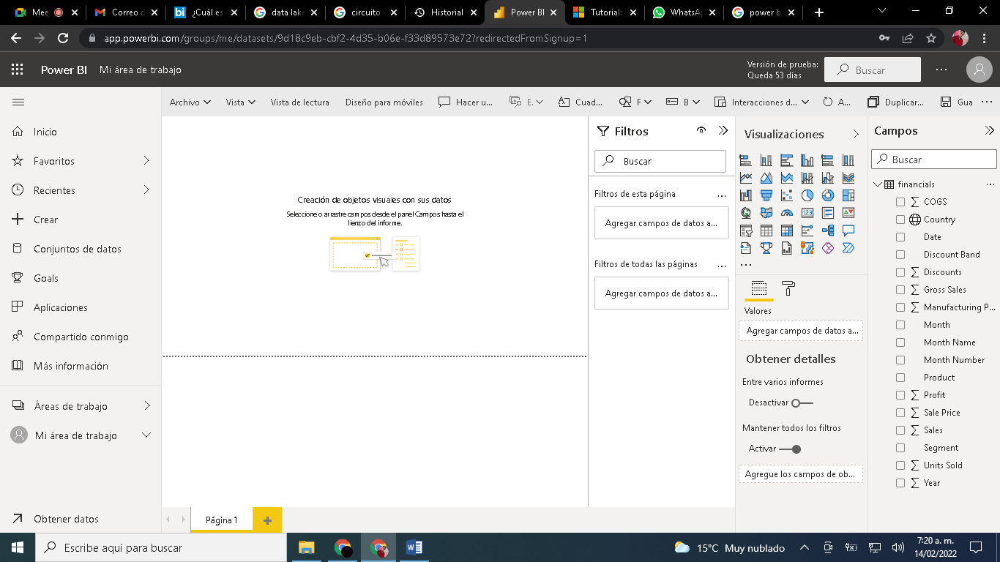 Mee
Correo d
¿Cuál es
data lake
circuito
Historial
Power BI
Tutorial:
WhatsAp
power b
app.powerbi.com/groups/me/datasets/9d18c9eb-cbf2-4d35-b06e-f33d89573e72?redirectedFromSignup=1
Power BI
Mi área de trabajo
Versión de prueba:
Queda 53 días
Buscar
Archivo
Vista
Vista de lectura
Diseño para móviles
Hacer u...
E.
Cuad...
F
B
Interacciones d...
A...
Duplicar...
Gua
Inicio
Favoritos
Recientes
Crear
Conjuntos de datos
Goals
Aplicaciones
Compartido conmigo
Más información
Áreas de trabajo
Mi área de trabajo
Obtener datos
Creación de objetos visuales con sus datos
Seleccione o arrastre campos desde el panel Campos hasta el
lienzo del informe.
Página 1
Filtros
Buscar
Filtros de esta página
Agregar campos de datos a...
Filtros de todas las páginas
Agregar campos de datos a...
Visualizaciones
Valores
Agregar campos de datos a...
Obtener detalles
Entre varios informes
Desactivar
Mantener todos los filtros
Activar
Agregue los campos de ob...
Campos
Buscar
financials
COGS
Country
Date
Discount Band
Discounts
Gross Sales
Manufacturing P...
Month
Month Name
Month Number
Product
Profit
Sale Price
Sales
Segment
Units Sold
Year
Escribe aquí para buscar
15°C Muy nublado
7:20 a. m.
14/02/2022